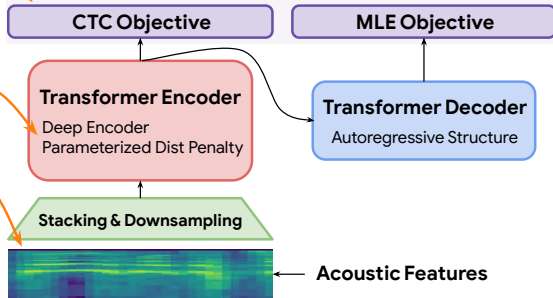 CTC Objective
MLE Objective
Transformer Encoder
Deep Encoder
Parameterized Dist Penalty
Transformer Decoder
Autoregressive Structure
Stacking & Downsampling
Acoustic Features